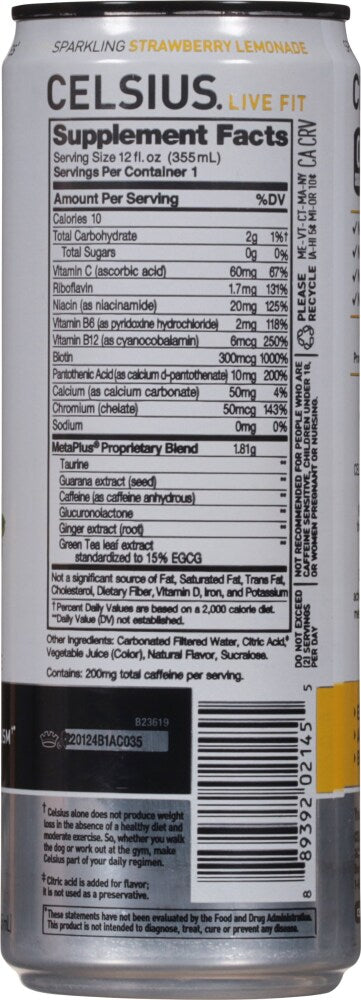 SPARKLING STRAWBERRY LEMONADE
CELSIUS. LIVE FIT
Supplement Facts
Serving Size 12 fl. oz (355mL)
Servings Per Container 1
Amount Per Serving %DV
Calories 10
Total Carbohydrate 2g 1%†
Total Sugars 0g 0%
Vitamin C (ascorbic acid) 60mg 67%
Riboflavin 1.7mg 131%
Niacin (as niacinamide) 20mg 125%
Vitamin B6 (as pyridoxine hydrochloride) 2mg 118%
Vitamin B12 (as cyanocobalamin) 6mcg 250%
Biotin 300mcg 1000%
Pantothenic Acid (as calcium d-pantothenate) 10mg 200%
Calcium (as calcium carbonate) 50mg 4%
Chromium (chelate) 50mcg 143%
Sodium 0mg 0%
MetaPlus® Proprietary Blend 1.81g
Taurine **
Guarana extract (seed) **
Caffeine (as caffeine anhydrous) **
Glucuronolactone **
Ginger extract (root) **
Green Tea leaf extract **
standardized to 15% EGCG
Not a significant source of Fat, Saturated Fat, Trans Fat,
Cholesterol, Dietary Fiber, Vitamin D, Iron, and Potassium
†Percent Daily Values are based on a 2,000 calorie diet.
**Daily Value (DV) not established.
Other Ingredients: Carbonated Filtered Water, Citric Acid,‡
Vegetable Juice (Color), Natural Flavor, Sucralose.
Contains: 200mg total caffeine per serving.
PLEASE RECYCLE
ME-VT-CT-MA-NY
IA-HI 5¢ MI-OR 10¢
CA CRV
NOT RECOMMENDED FOR PEOPLE WHO ARE
CAFFEINE SENSITIVE, CHILDREN UNDER 18,
OR WOMEN PREGNANT OR NURSING.
DO NOT EXCEED
(2) SERVINGS
PER DAY
B23619
220124B1AC035
8 89392 02145 5
†Celsius alone does not produce weight
loss in the absence of a healthy diet and
moderate exercise. So, whether you walk
the dog or work out at the gym, make
Celsius part of your daily regimen.
‡Citric acid is added for flavor;
it is not used as a preservative.
*These statements have not been evaluated by the Food and Drug Administration.
This product is not intended to diagnose, treat, cure or prevent any disease.